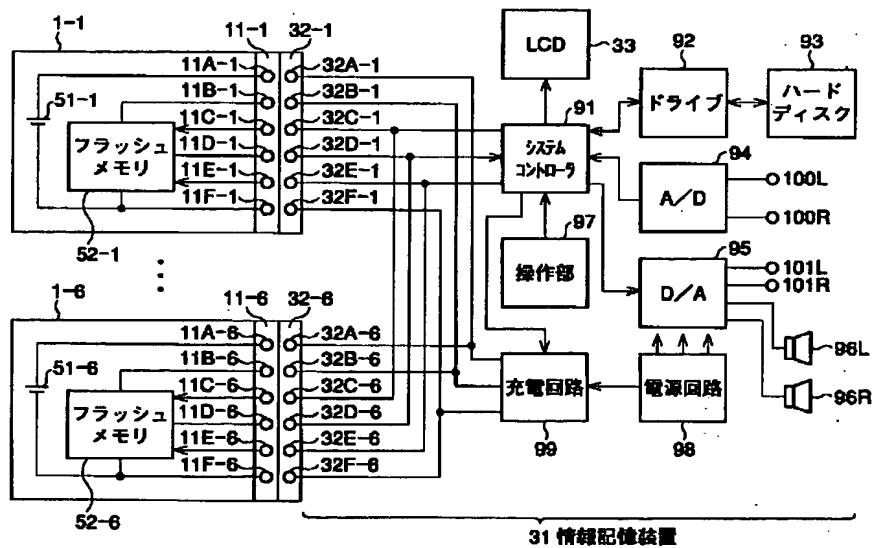 1-1
11-1
32-1
11A-1
32A-1
11B-1
32B-1
51-1
11C-1
32C-1
フラッシュ
メモリ
11D-1
32D-1
11E-1
32E-1
11F-1
32F-1
52-1
1-6
11-6
32-6
11A-6
32A-6
11B-6
32B-6
51-6
11C-6
32C-6
フラッシュ
メモリ
11D-6
32D-6
11E-6
32E-6
11F-6
32F-6
52-6
LCD
33
92
ドライブ
93
ハード
ディスク
91
システム
コントローラ
94
A/D
100L
100R
97
操作部
95
D/A
101L
101R
96L
96R
充電回路
99
電源回路
98
31 情報記憶装置